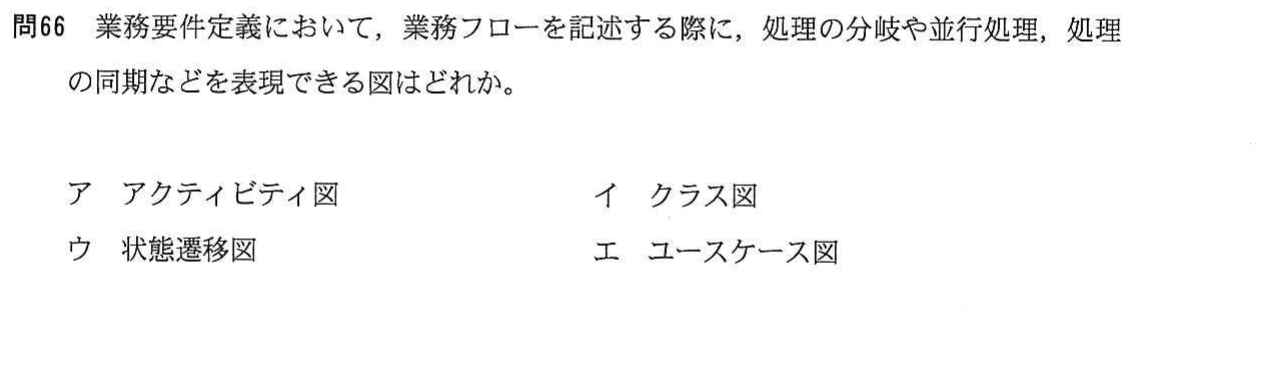 問66　業務要件定義において，業務フローを記述する際に，処理の分岐や並行処理，処理
の同期などを表現できる図はどれか。
ア　アクティビティ図　イ　クラス図
ウ　状態遷移図　エ　ユースケース図